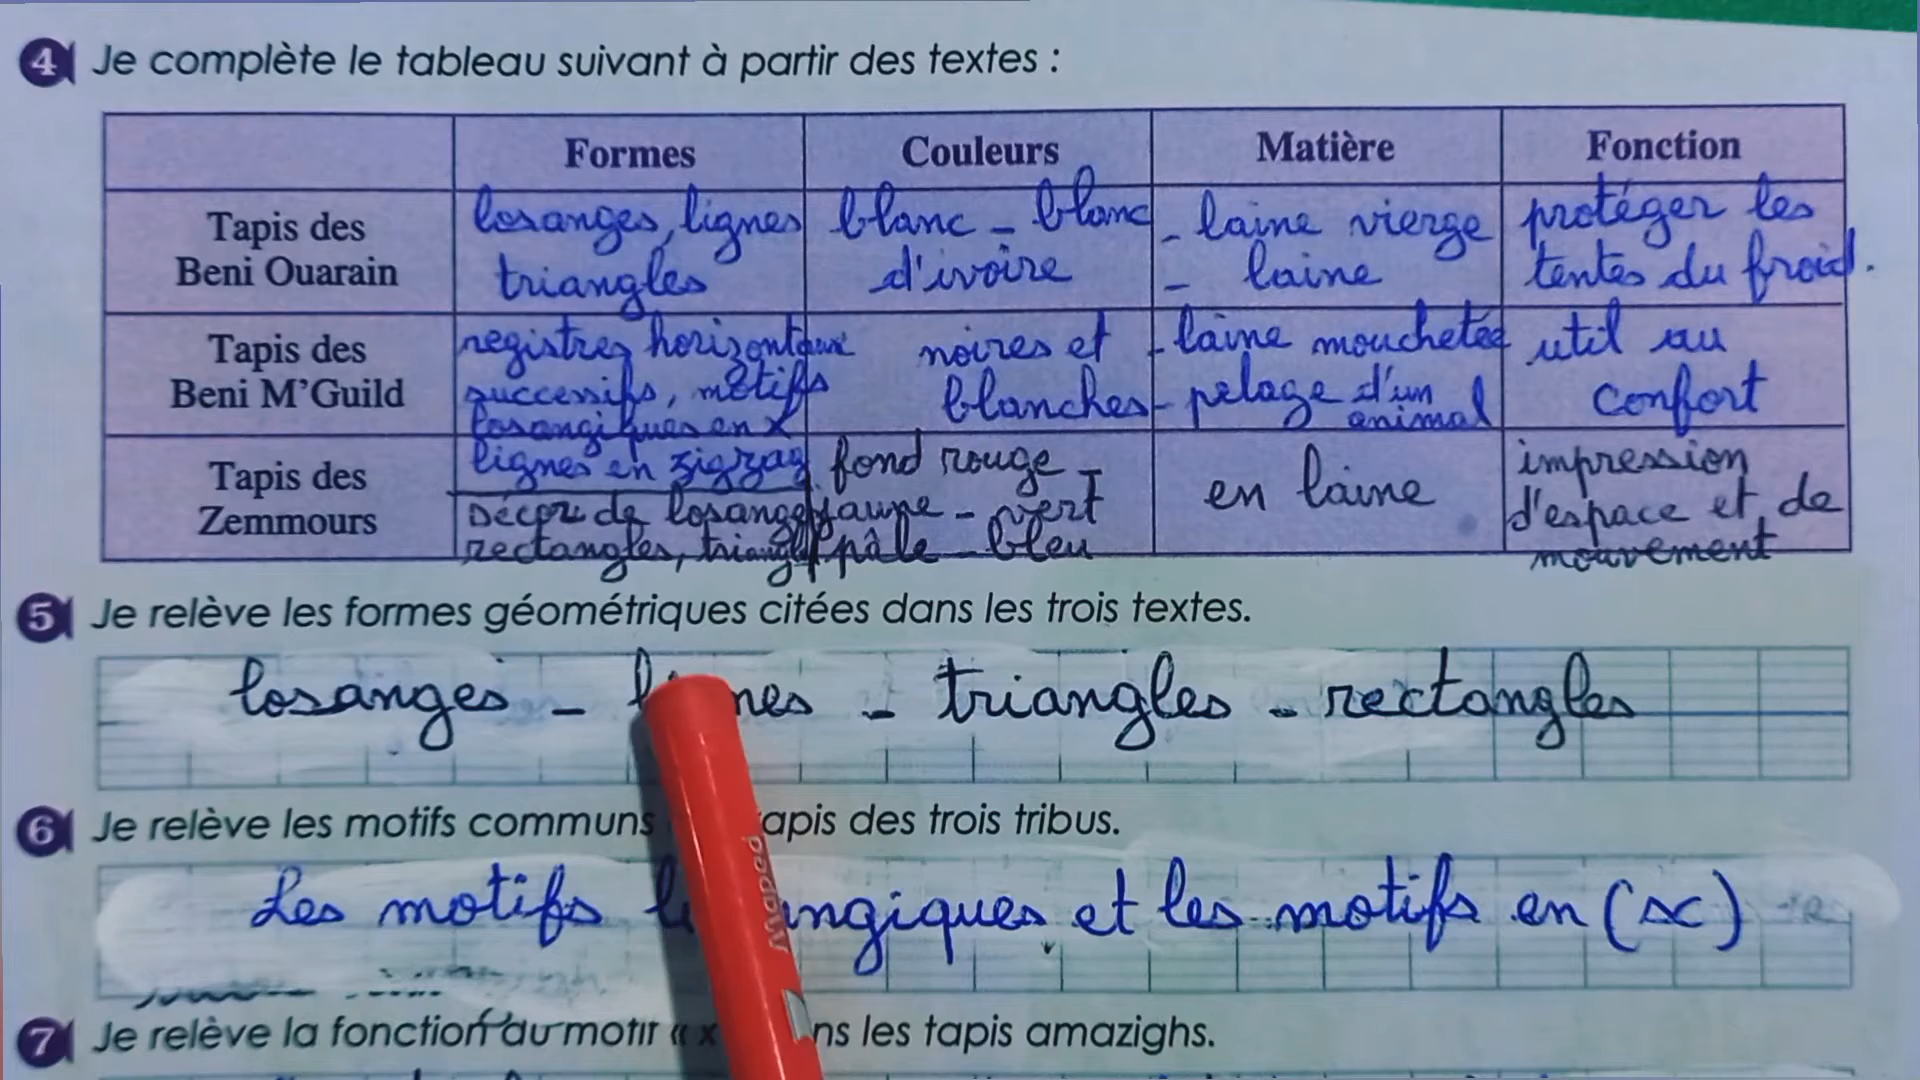 4 Je complète le tableau suivant à partir des textes :
Formes Couleurs Matière Fonction
Tapis des Beni Ouarain
losanges, lignes
triangles
blanc - blanc
d'ivoire
- laine vierge
- laine
protéger les
tentes du froid.
Tapis des Beni M'Guild
registres horizontaux
successifs, motifs
losangiques en x
noires et
blanches
- laine mouchetée
- pelage d'un
animal
util au
confort
Tapis des Zemmours
lignes en zigzag
Décor de losanges
rectangles, triangles
fond rouge -
jaune - vert
pâle - bleu
en laine
impression
d'espace et de
mouvement
5 Je relève les formes géométriques citées dans les trois textes.
losanges - - triangles - rectangles
6 Je relève les motifs communs des trois tribus.
Les motifs et les motifs en (x)
7 Je relève la fonction du motif « x les tapis amazighs.
Mapped